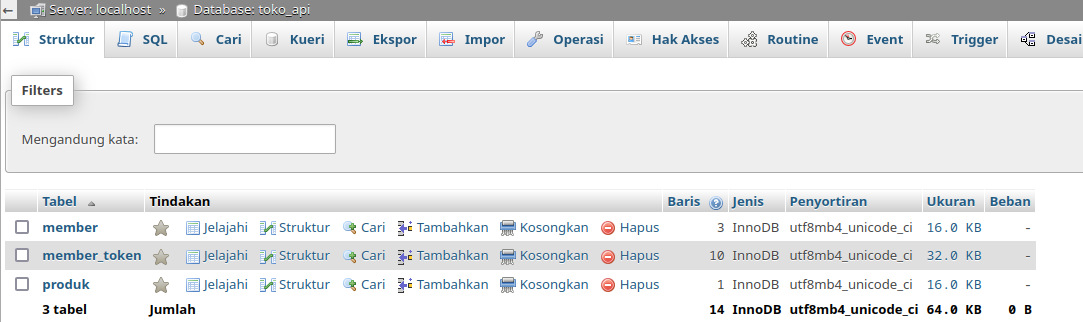 ← Server: localhost » Database: toko_api
Struktur SQL Cari Kueri Ekspor Impor Operasi Hak Akses Routine Event Trigger Desai
Filters
Mengandung kata:
Tabel Tindakan Baris Jenis Penyortiran Ukuran Beban
member Jelajahi Struktur Cari Tambahkan Kosongkan Hapus 3 InnoDB utf8mb4_unicode_ci 16.0 KB -
member_token Jelajahi Struktur Cari Tambahkan Kosongkan Hapus 10 InnoDB utf8mb4_unicode_ci 32.0 KB -
produk Jelajahi Struktur Cari Tambahkan Kosongkan Hapus 1 InnoDB utf8mb4_unicode_ci 16.0 KB -
3 tabel Jumlah 14 InnoDB utf8mb4_unicode_ci 64.0 KB 0 B